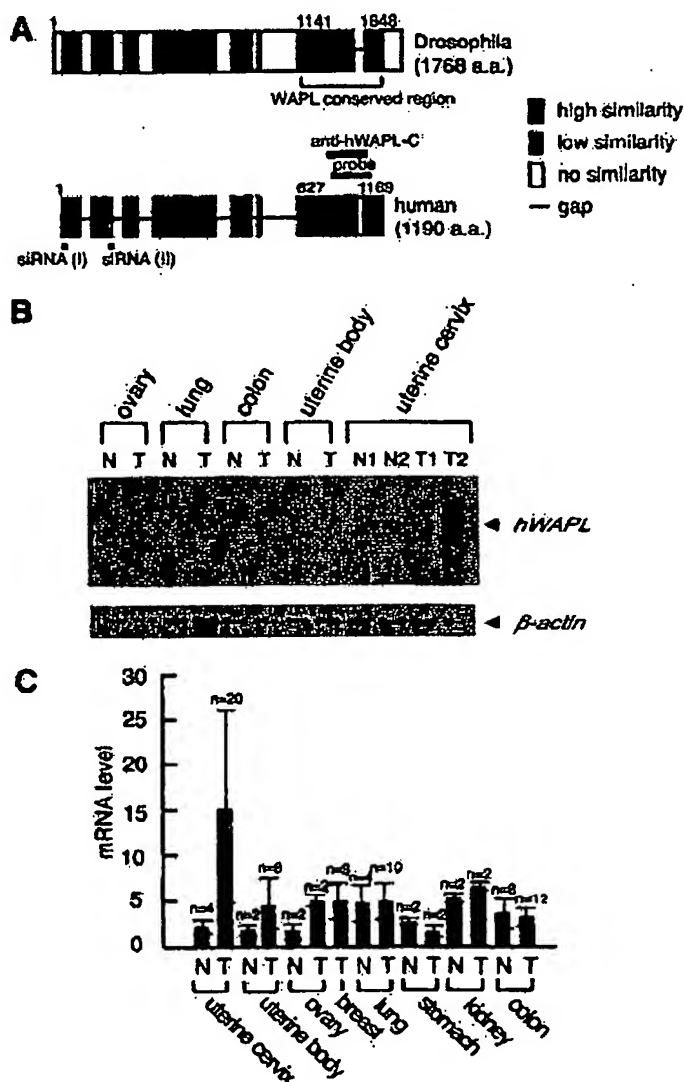 A
1
1141
1648
Drosophila
(1768 a.a.)
WAPL conserved region
high similarity
low similarity
no similarity
gap
anti-hWAPL-C
probe
1
627
1169
human
(1190 a.a.)
siRNA (I)
siRNA (II)
B
ovary
lung
colon
uterine body
uterine cervix
N T N T N T N T N1 N2 T1 T2
hWAPL
β-actin
C
mRNA level
30
25
20
15
10
5
0
n=4 n=20 n=2 n=8 n=2 n=2 n=10 n=2 n=2 n=2 n=2 n=8 n=12
N T N T N T T N T N T N T N T
uterine cervix
uterine body
ovary
breast
lung
stomach
kidney
colon